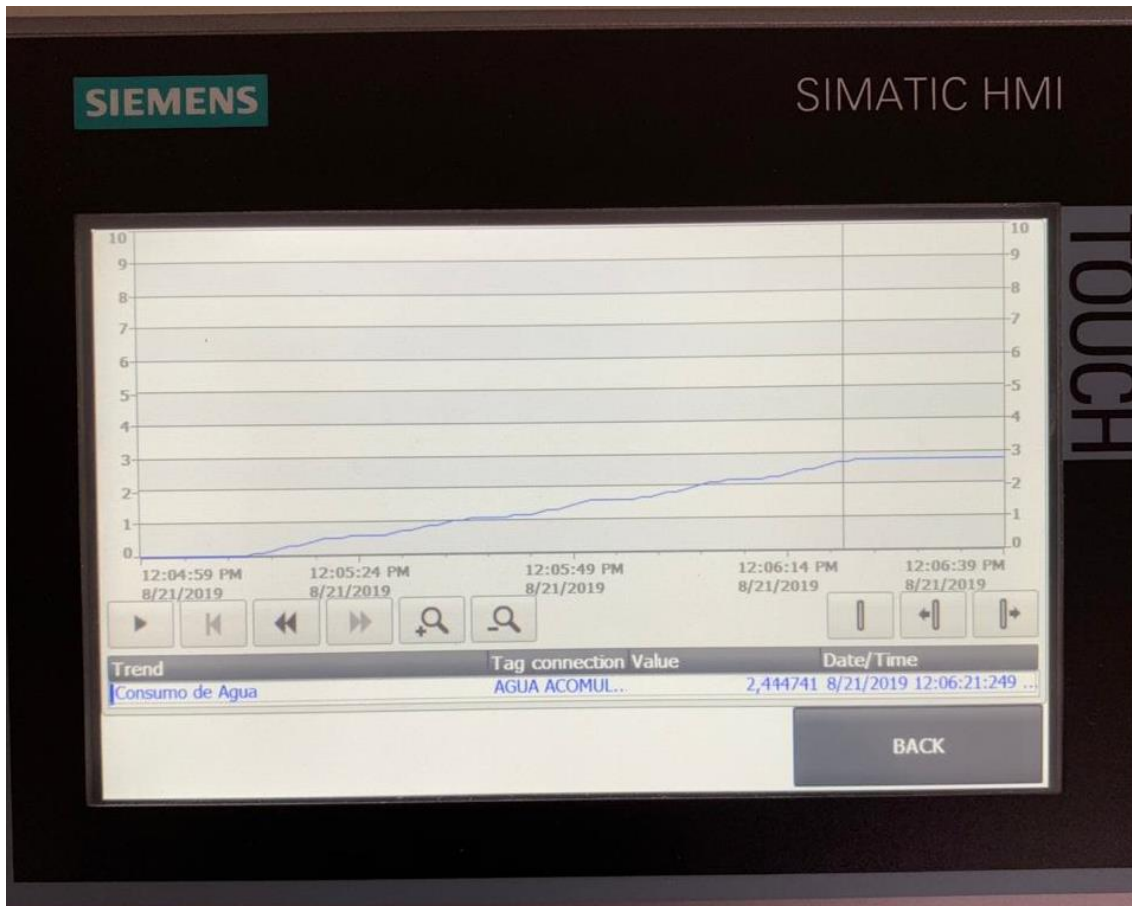 SIEMENS
SIMATIC HMI
TOUCH
10 10
9 9
8 8
7 7
6 6
5 5
4 4
3 3
2 2
1 1
0 0
12:04:59 PM 12:05:24 PM 12:05:49 PM 12:06:14 PM 12:06:39 PM
8/21/2019 8/21/2019 8/21/2019 8/21/2019 8/21/2019
Trend Tag connection Value Date/Time
Consumo de Agua AGUA ACOMUL... 2,444741 8/21/2019 12:06:21:249 ...
BACK